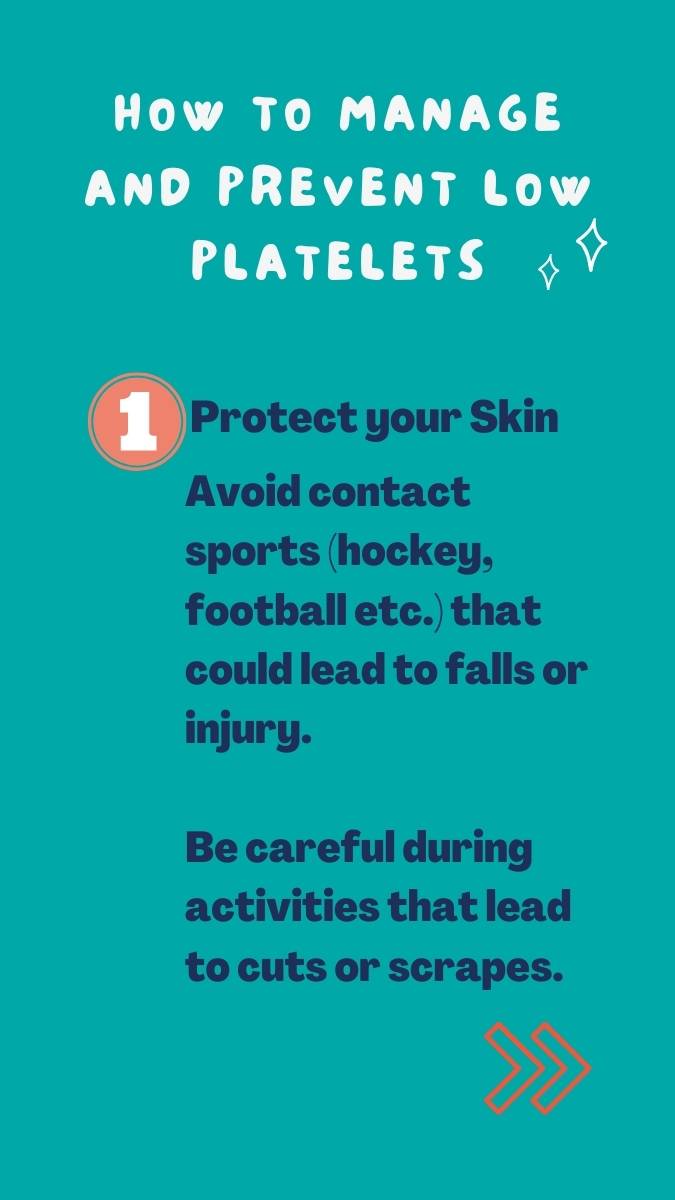 How to manage
and prevent low
platelets
1 Protect your Skin
Avoid contact
sports (hockey,
football etc.) that
could lead to falls or
injury.
Be careful during
activities that lead
to cuts or scrapes.